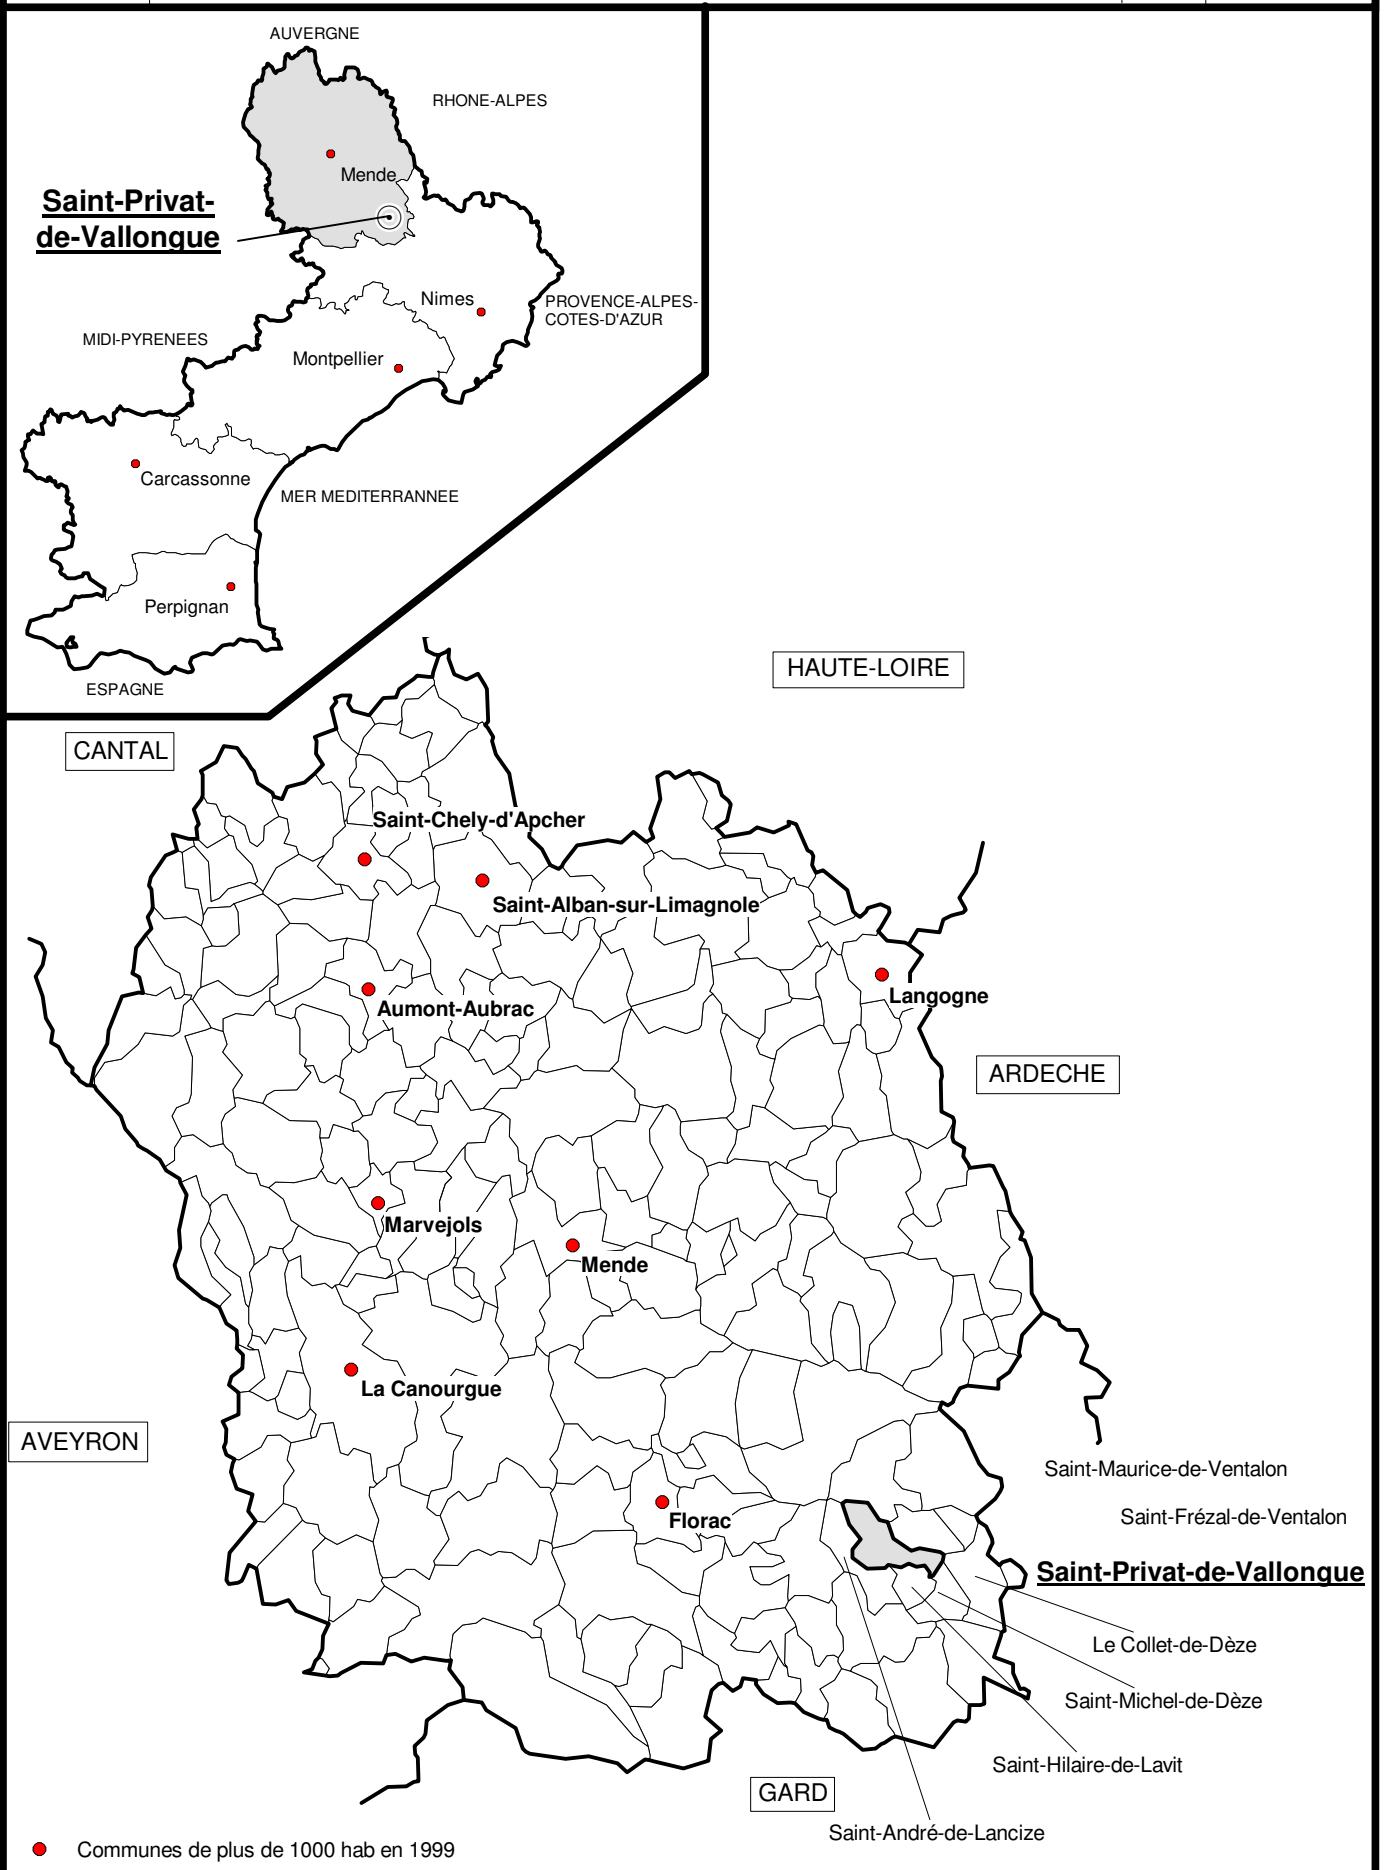 AUVERGNE
RHONE-ALPES
Mende
Saint-Privat-
de-Vallongue
Nimes
PROVENCE-ALPES-
COTES-D'AZUR
MIDI-PYRENEES
Montpellier
Carcassonne
MER MEDITERRANNEE
Perpignan
ESPAGNE
HAUTE-LOIRE
CANTAL
Saint-Chely-d'Apcher
Saint-Alban-sur-Limagnole
Langogne
Aumont-Aubrac
ARDECHE
Marvejols
Mende
La Canourgue
AVEYRON
Saint-Maurice-de-Ventalon
Saint-Frézal-de-Ventalon
Florac
Saint-Privat-de-Vallongue
Le Collet-de-Dèze
Saint-Michel-de-Dèze
Saint-Hilaire-de-Lavit
GARD
Saint-André-de-Lancize
Communes de plus de 1000 hab en 1999